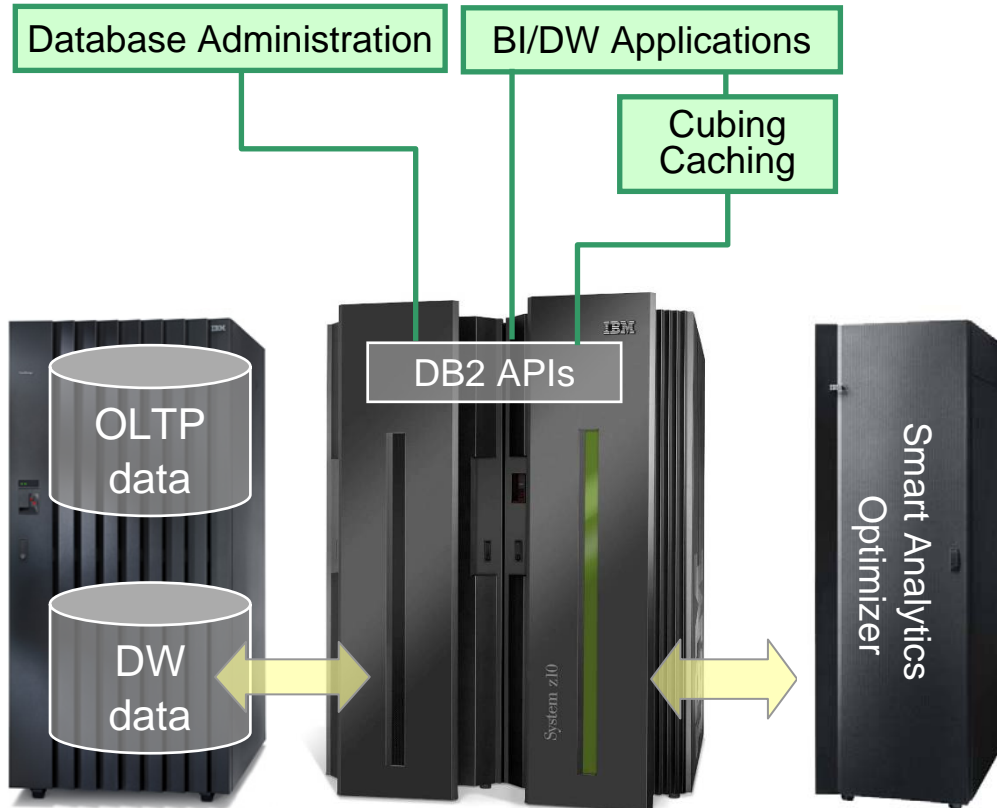 Database Administration
BI/DW Applications
Cubing
Caching
IBM
IBM
DB2 APIs
OLTP
data
Smart Analytics
Optimizer
DW
data
System z10